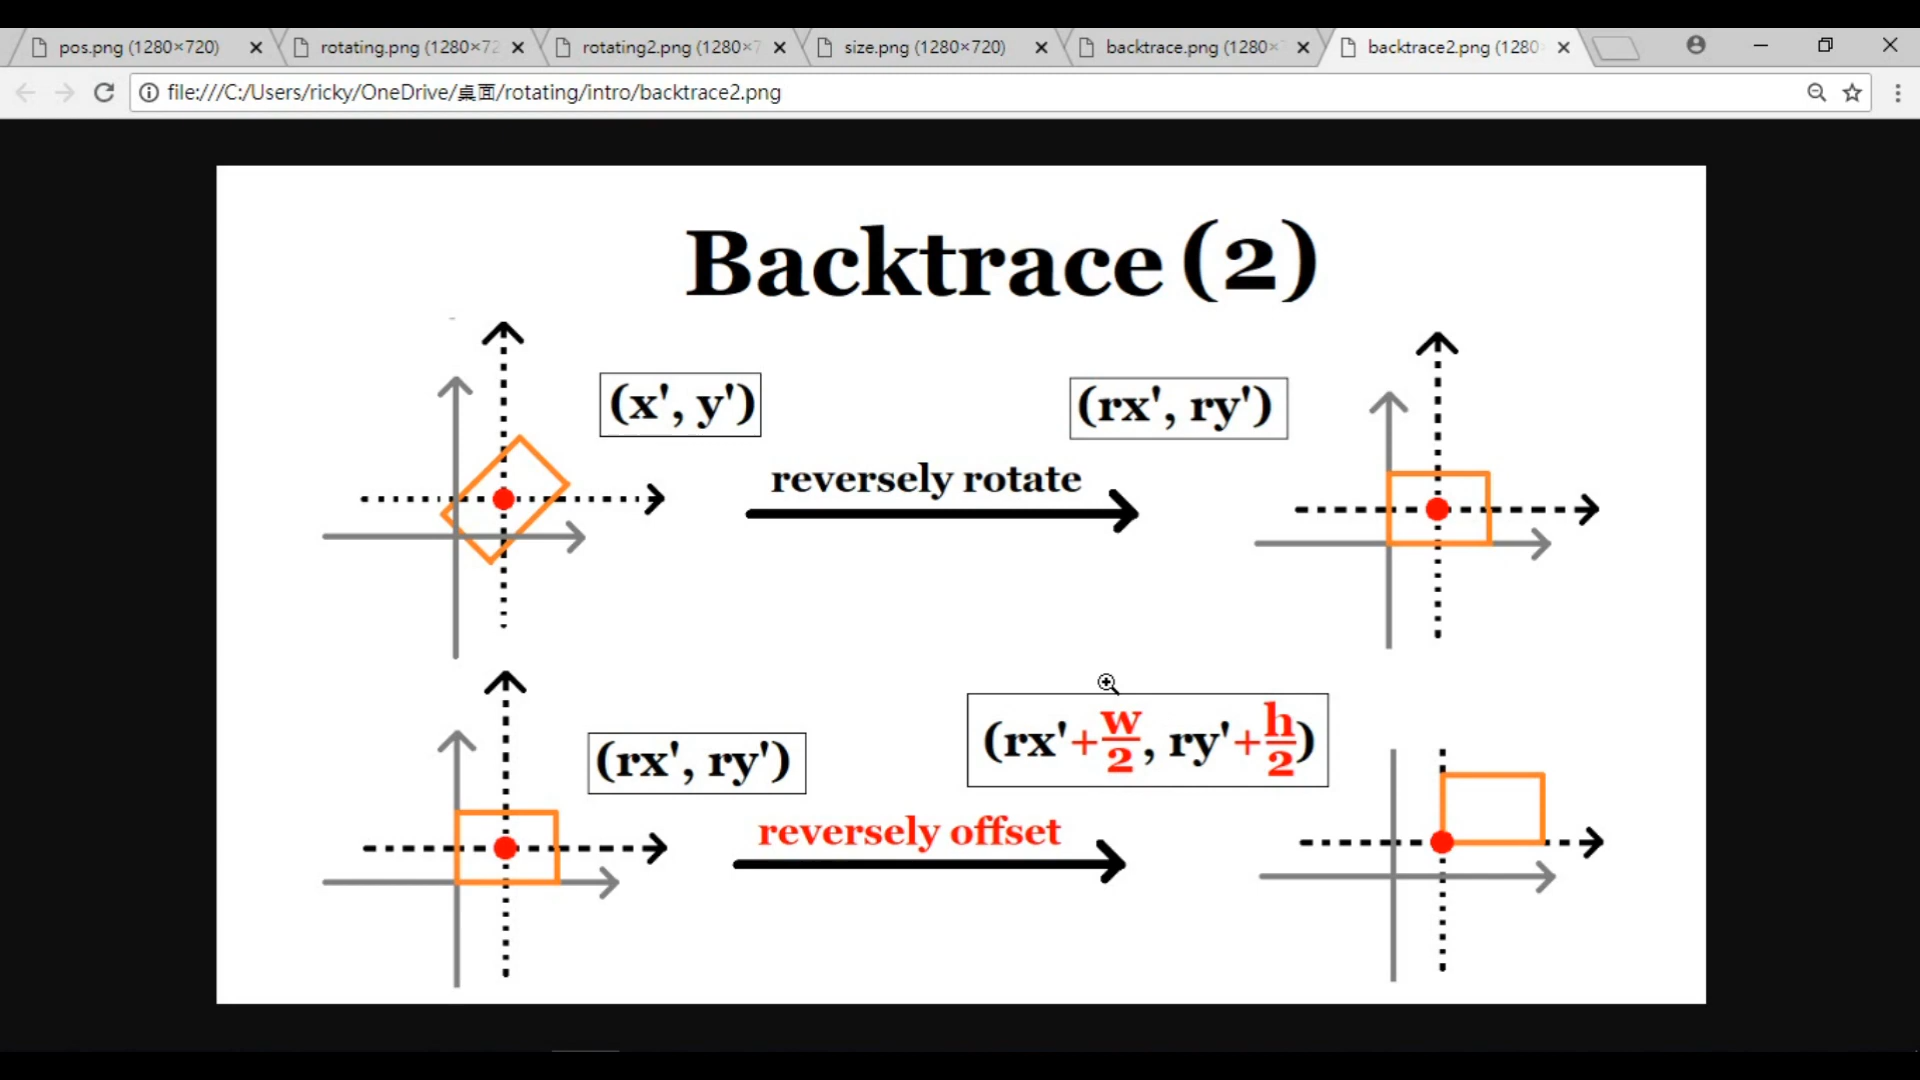 pos.png (1280×720)
rotating.png (1280×72
rotating2.png (1280×7
size.png (1280×720)
backtrace.png (1280×
backtrace2.png (1280
file:///C:/Users/ricky/OneDrive/桌面/rotating/intro/backtrace2.png
Backtrace (2)
(x', y')
(rx', ry')
reversely rotate
(rx', ry')
(rx'+w/2, ry'+h/2)
reversely offset